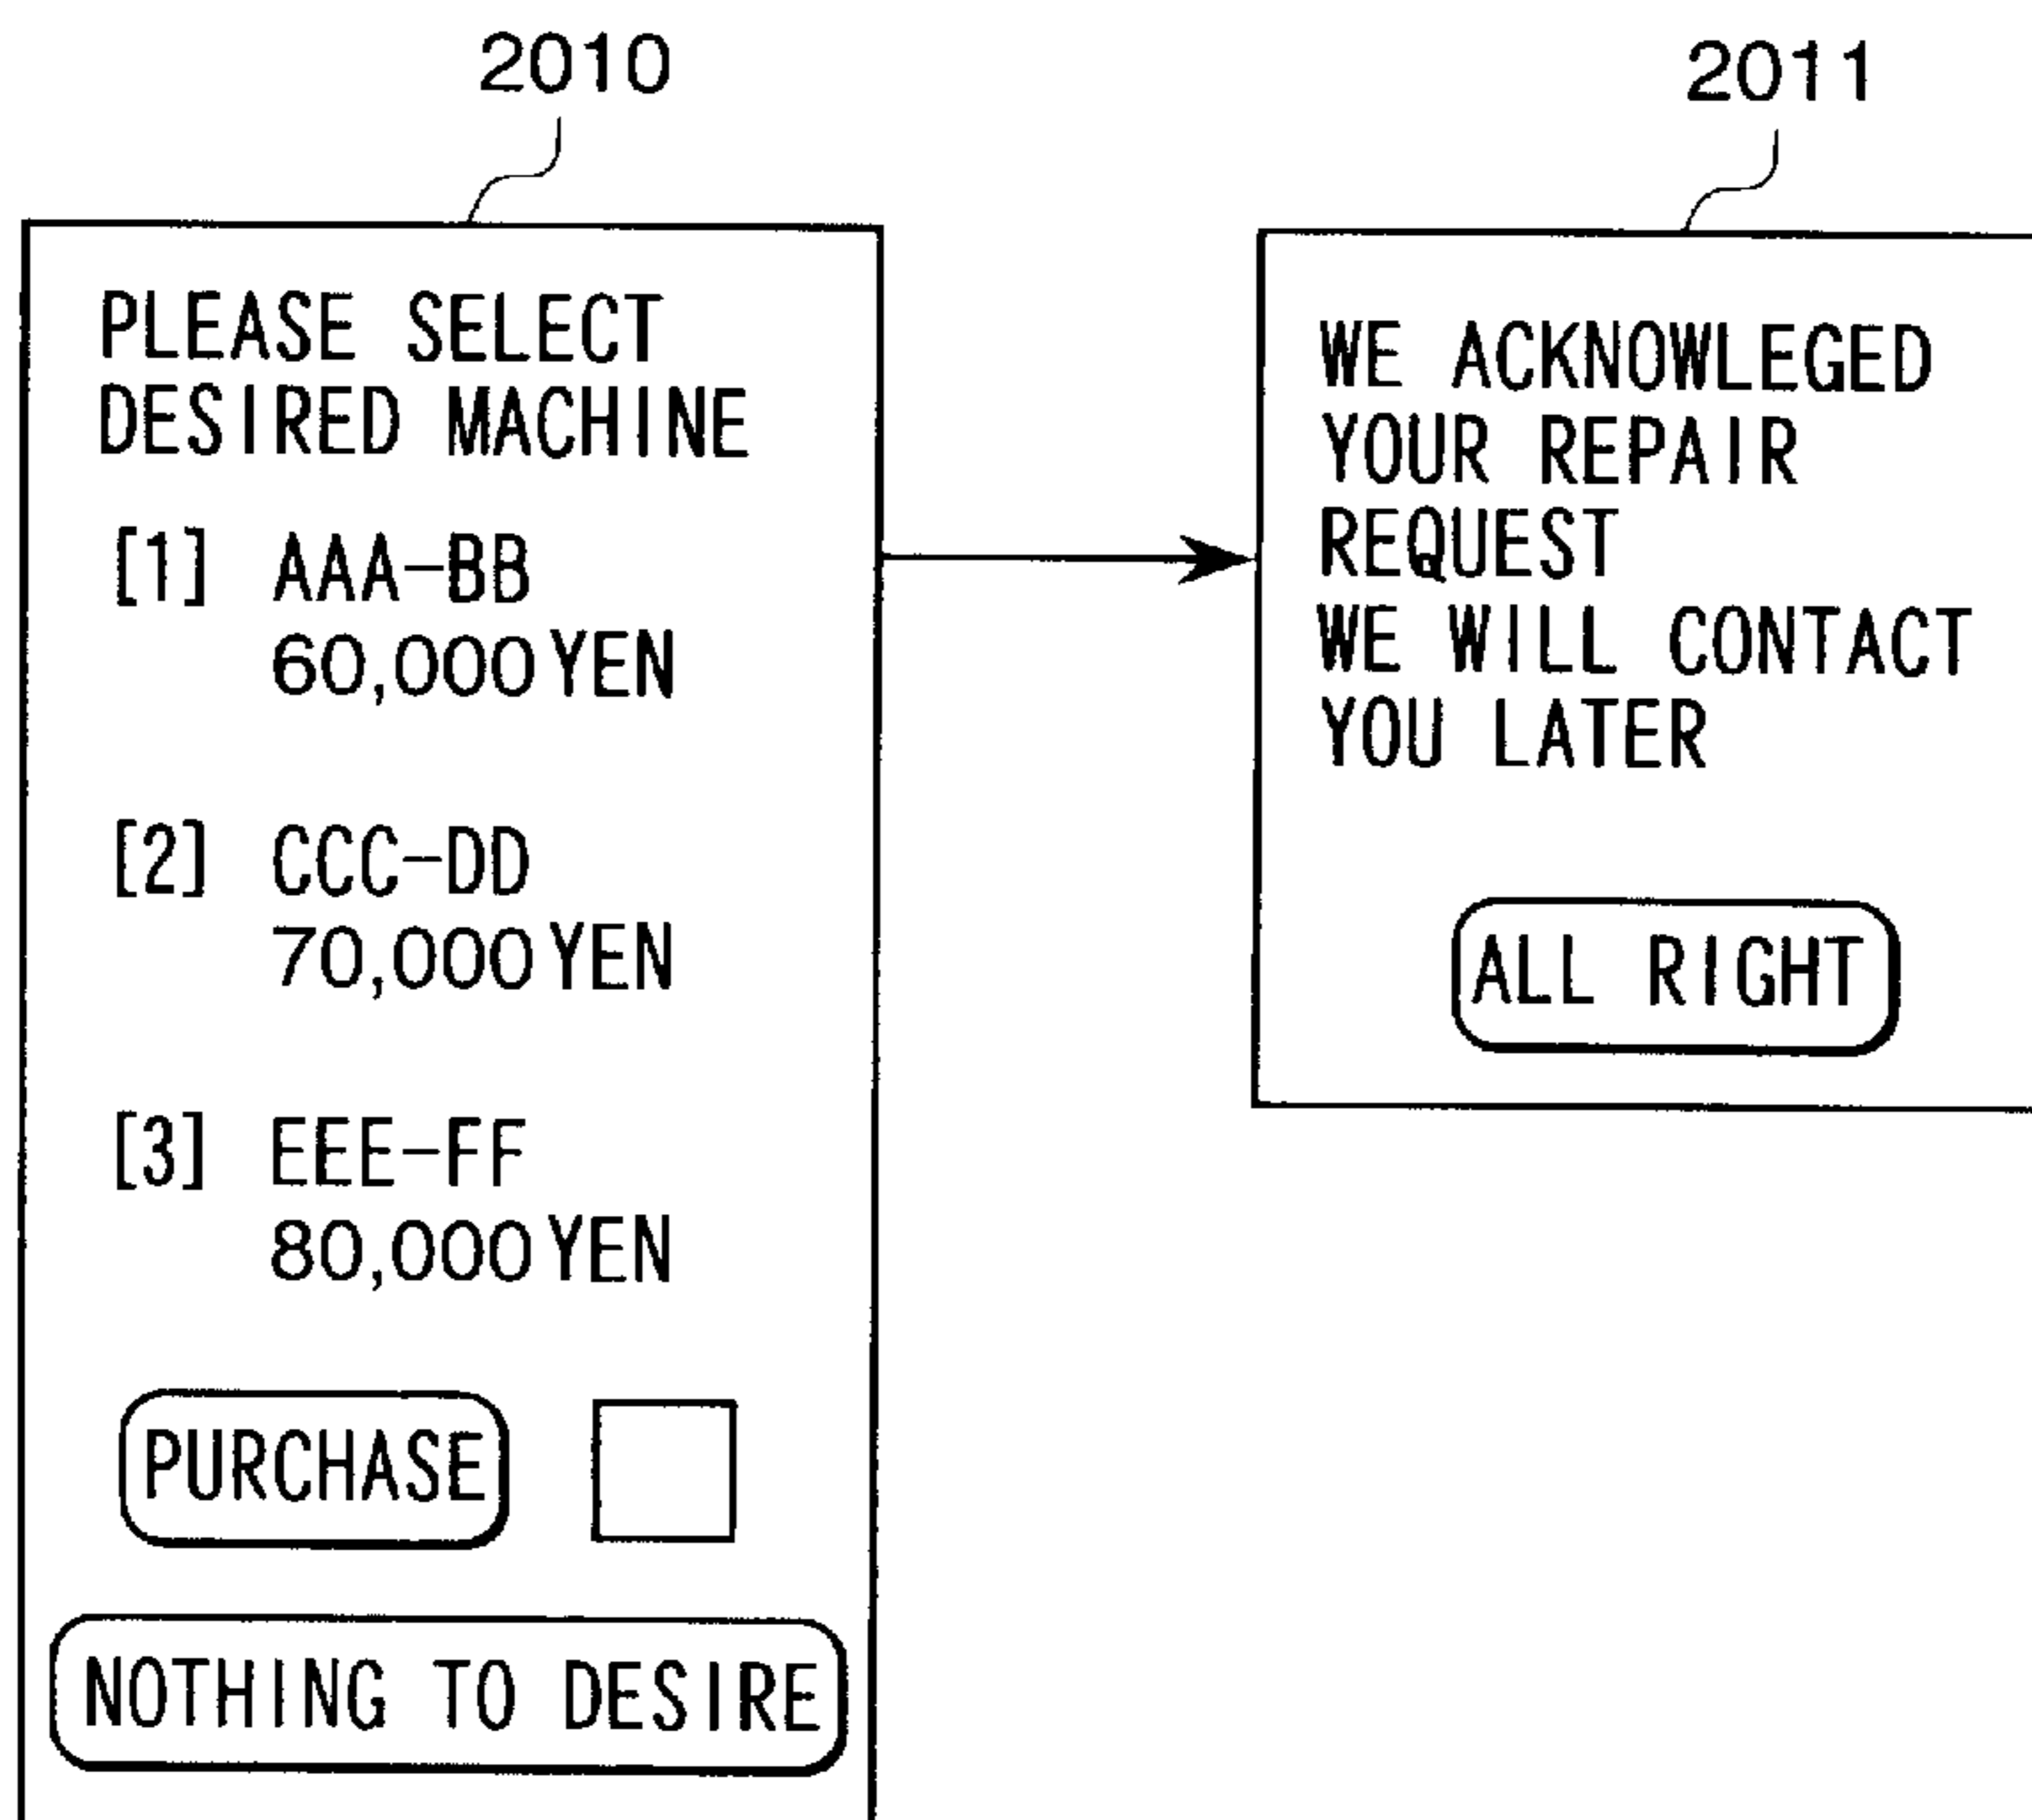 2010
PLEASE SELECT
DESIRED MACHINE
[1] AAA-BB
60,000YEN
[2] CCC-DD
70,000YEN
[3] EEE-FF
80,000YEN
PURCHASE
NOTHING TO DESIRE
2011
WE ACKNOWLEGED
YOUR REPAIR
REQUEST
WE WILL CONTACT
YOU LATER
ALL RIGHT